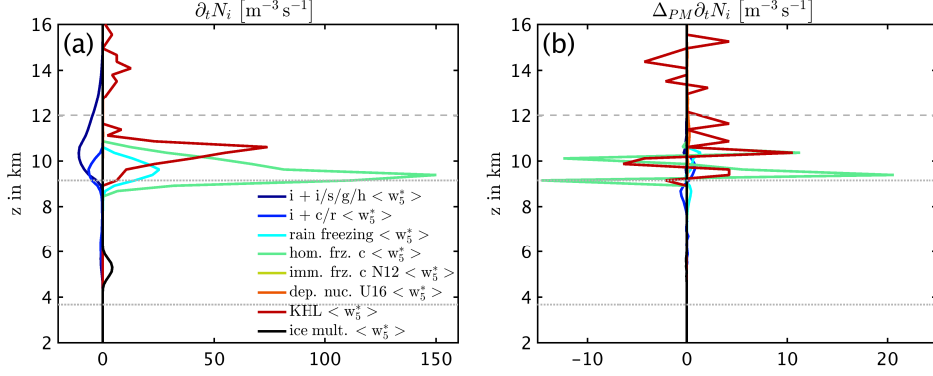 ∂ₜNᵢ [m⁻³ s⁻¹]
(a)
16
14
12
10
8
6
4
2
z in km
0
50
100
150
i + i/s/g/h < w₅* >
i + c/r < w₅* >
rain freezing < w₅* >
hom. frz. c < w₅* >
imm. frz. c N12 < w₅* >
dep. nuc. U16 < w₅* >
KHL < w₅* >
ice mult. < w₅* >
Δ_PM ∂ₜNᵢ [m⁻³ s⁻¹]
(b)
16
14
12
10
8
6
4
2
z in km
-10
0
10
20